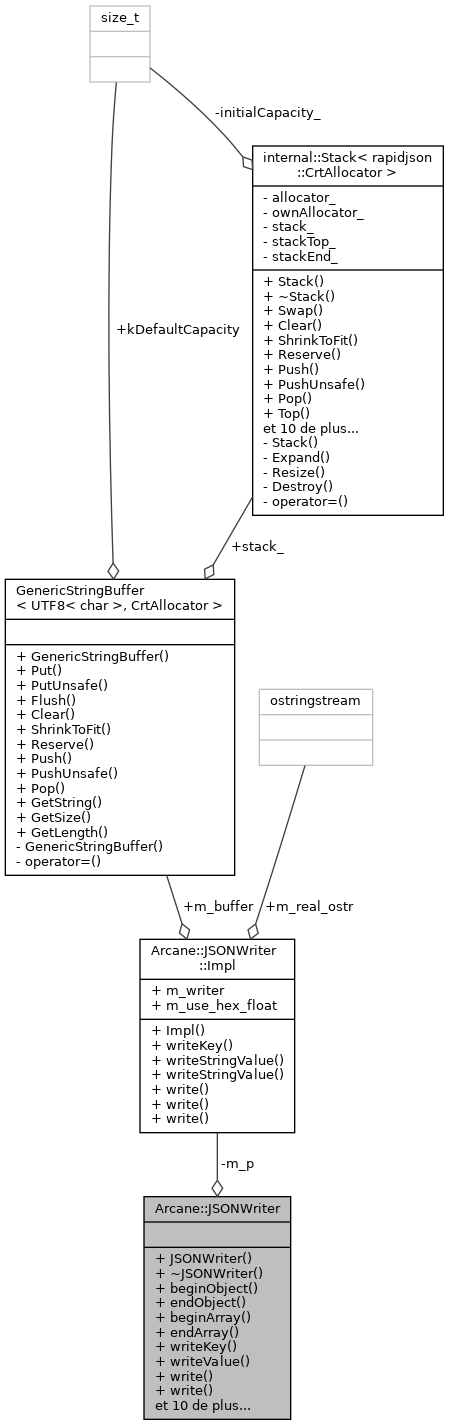 size_t
-initialCapacity_
internal::Stack< rapidjson
::CrtAllocator >
- allocator_
- ownAllocator_
- stack_
- stackTop_
- stackEnd_
+ Stack()
+ ~Stack()
+ Swap()
+ Clear()
+ ShrinkToFit()
+ Reserve()
+ Push()
+ PushUnsafe()
+ Pop()
+ Top()
et 10 de plus...
- Stack()
- Expand()
- Resize()
- Destroy()
- operator=()
+kDefaultCapacity
+stack_
GenericStringBuffer
< UTF8< char >, CrtAllocator >
+ GenericStringBuffer()
+ Put()
+ PutUnsafe()
+ Flush()
+ Clear()
+ ShrinkToFit()
+ Reserve()
+ Push()
+ PushUnsafe()
+ Pop()
+ GetString()
+ GetSize()
+ GetLength()
- GenericStringBuffer()
- operator=()
ostringstream
+m_buffer
+m_real_ostr
Arcane::JSONWriter
::Impl
+ m_writer
+ m_use_hex_float
+ Impl()
+ writeKey()
+ writeStringValue()
+ writeStringValue()
+ write()
+ write()
+ write()
-m_p
Arcane::JSONWriter
+ JSONWriter()
+ ~JSONWriter()
+ beginObject()
+ endObject()
+ beginArray()
+ endArray()
+ writeKey()
+ writeValue()
+ write()
+ write()
et 10 de plus...